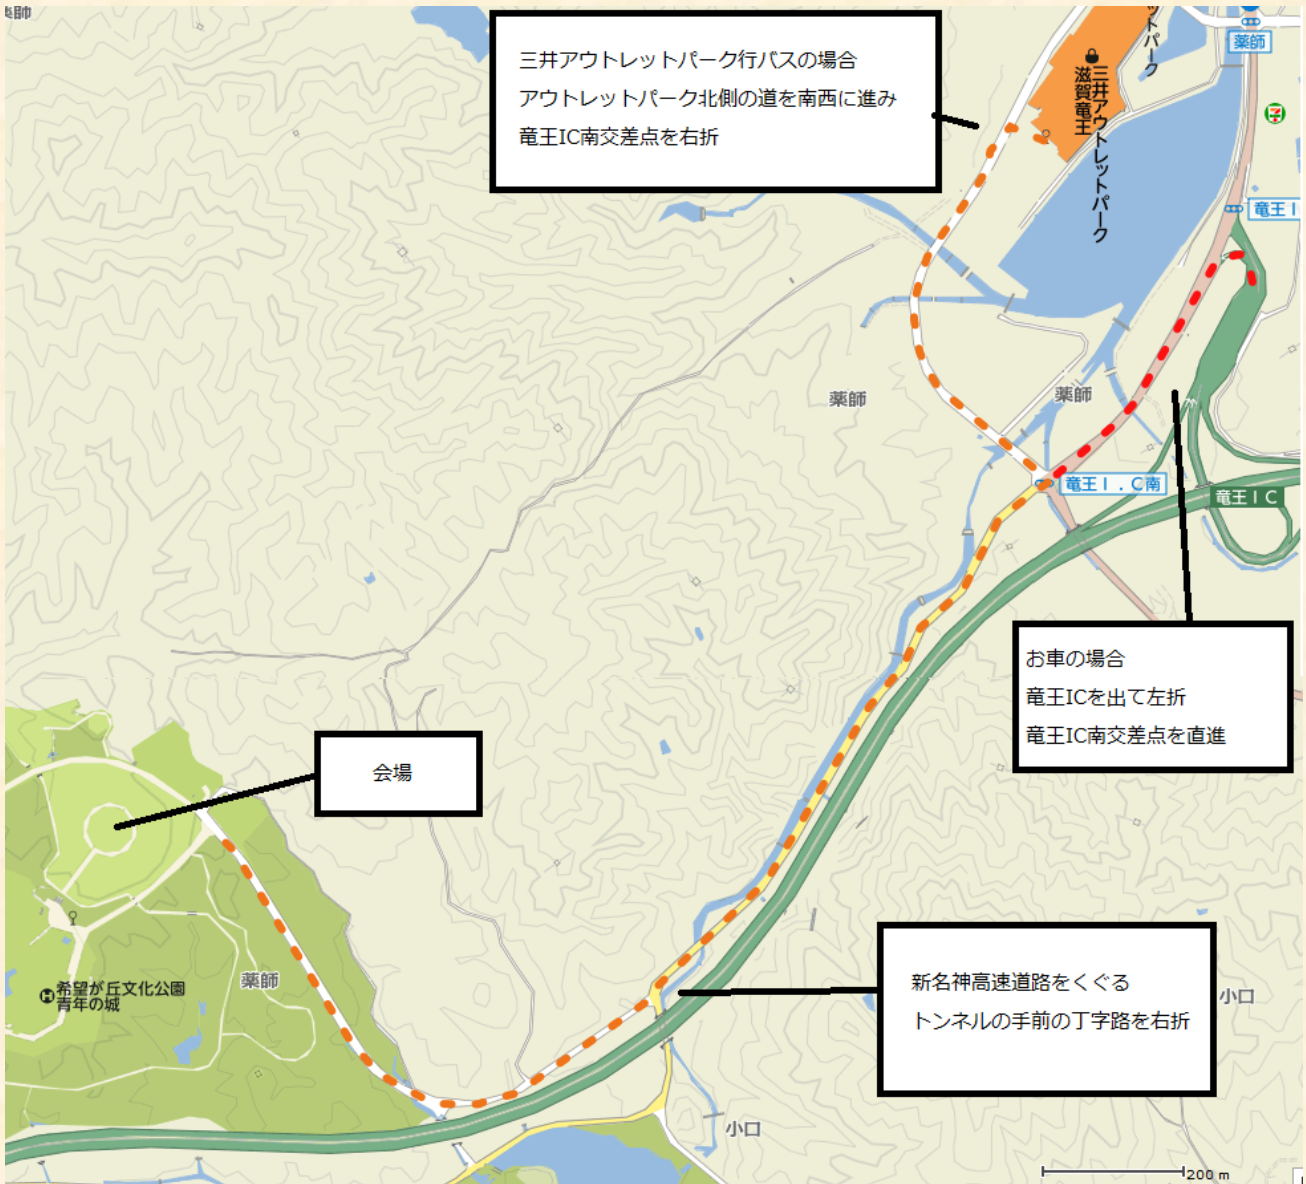 薬師
三井アウトレットパーク行バスの場合
アウトレットパーク北側の道を南西に進み
竜王IC南交差点を右折
三井アウトレットパーク
滋賀竜王
ットパーク
薬師
竜王I
薬師
薬師
竜王I.C南
竜王IC
お車の場合
竜王ICを出て左折
竜王IC南交差点を直進
会場
新名神高速道路をくぐる
トンネルの手前の丁字路を右折
希望が丘文化公園
青年の城
薬師
小口
小口
200 m